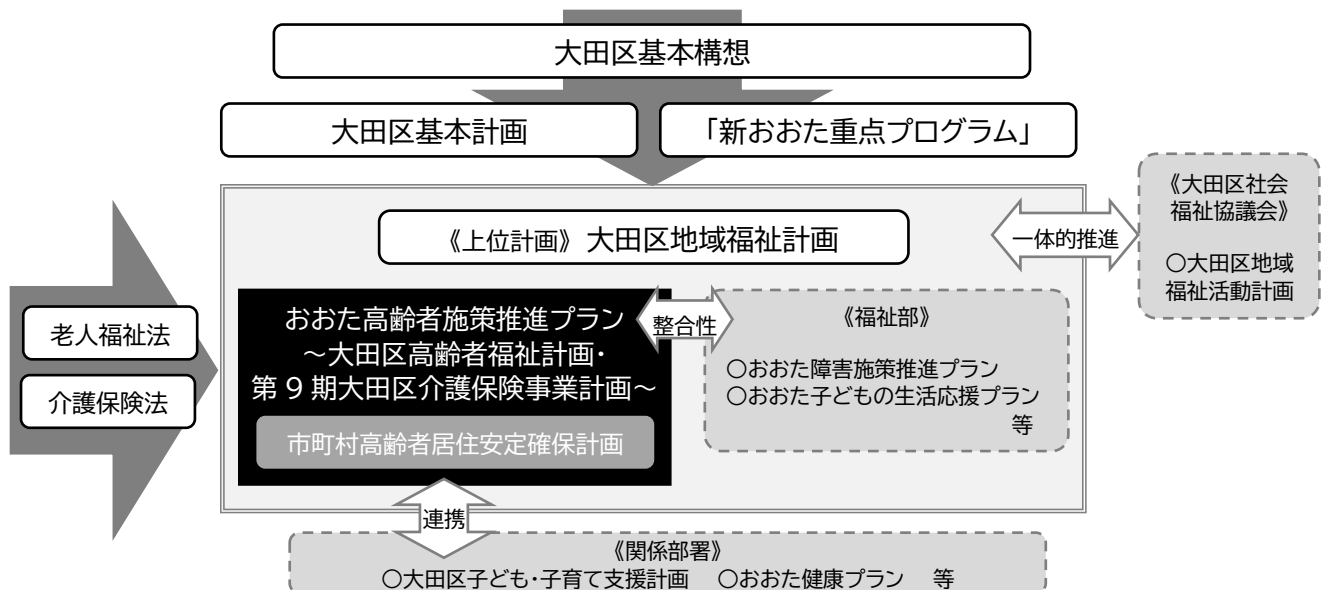 大田区基本構想
大田区基本計画
「新おおた重点プログラム」
《上位計画》 大田区地域福祉計画
一体的推進
《大田区社会
福祉協議会》
○大田区地域
福祉活動計画
老人福祉法
介護保険法
おおた高齢者施策推進プラン
～大田区高齢者福祉計画・
第9期大田区介護保険事業計画～
市町村高齢者居住安定確保計画
整合性
《福祉部》
○おおた障害施策推進プラン
○おおた子どもの生活応援プラン
等
連携
《関係部署》
○大田区子ども・子育て支援計画 ○おおた健康プラン 等